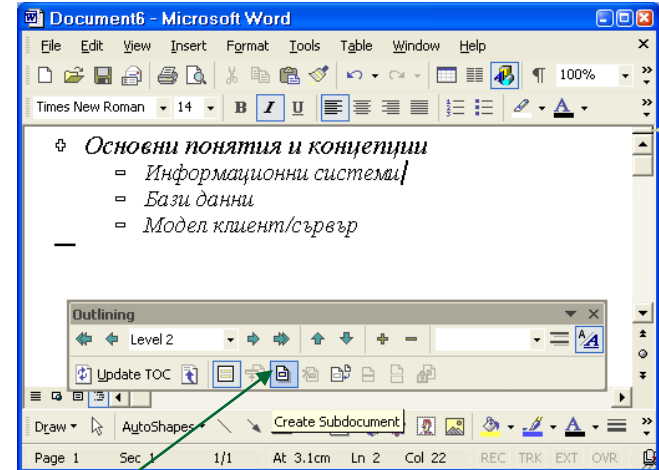 Document6 - Microsoft Word
File Edit View Insert Format Tools Table Window Help
100%
Times New Roman 14 B I U A
Основни понятия и концепции
Информационни системи
Бази данни
Модел клиент/сървър
Outlining
Level 2
Update TOC
Draw AutoShapes Create Subdocument A
Page 1 Sec 1 1/1 At 3.1cm Ln 2 Col 22 REC TRK EXT OVR